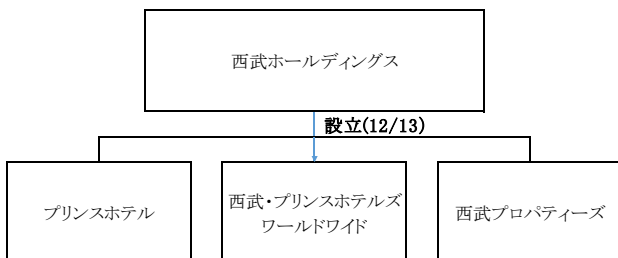 西武ホールディングス
設立(12/13)
プリンスホテル
西武・プリンスホテルズ
ワールドワイド
西武プロパティーズ